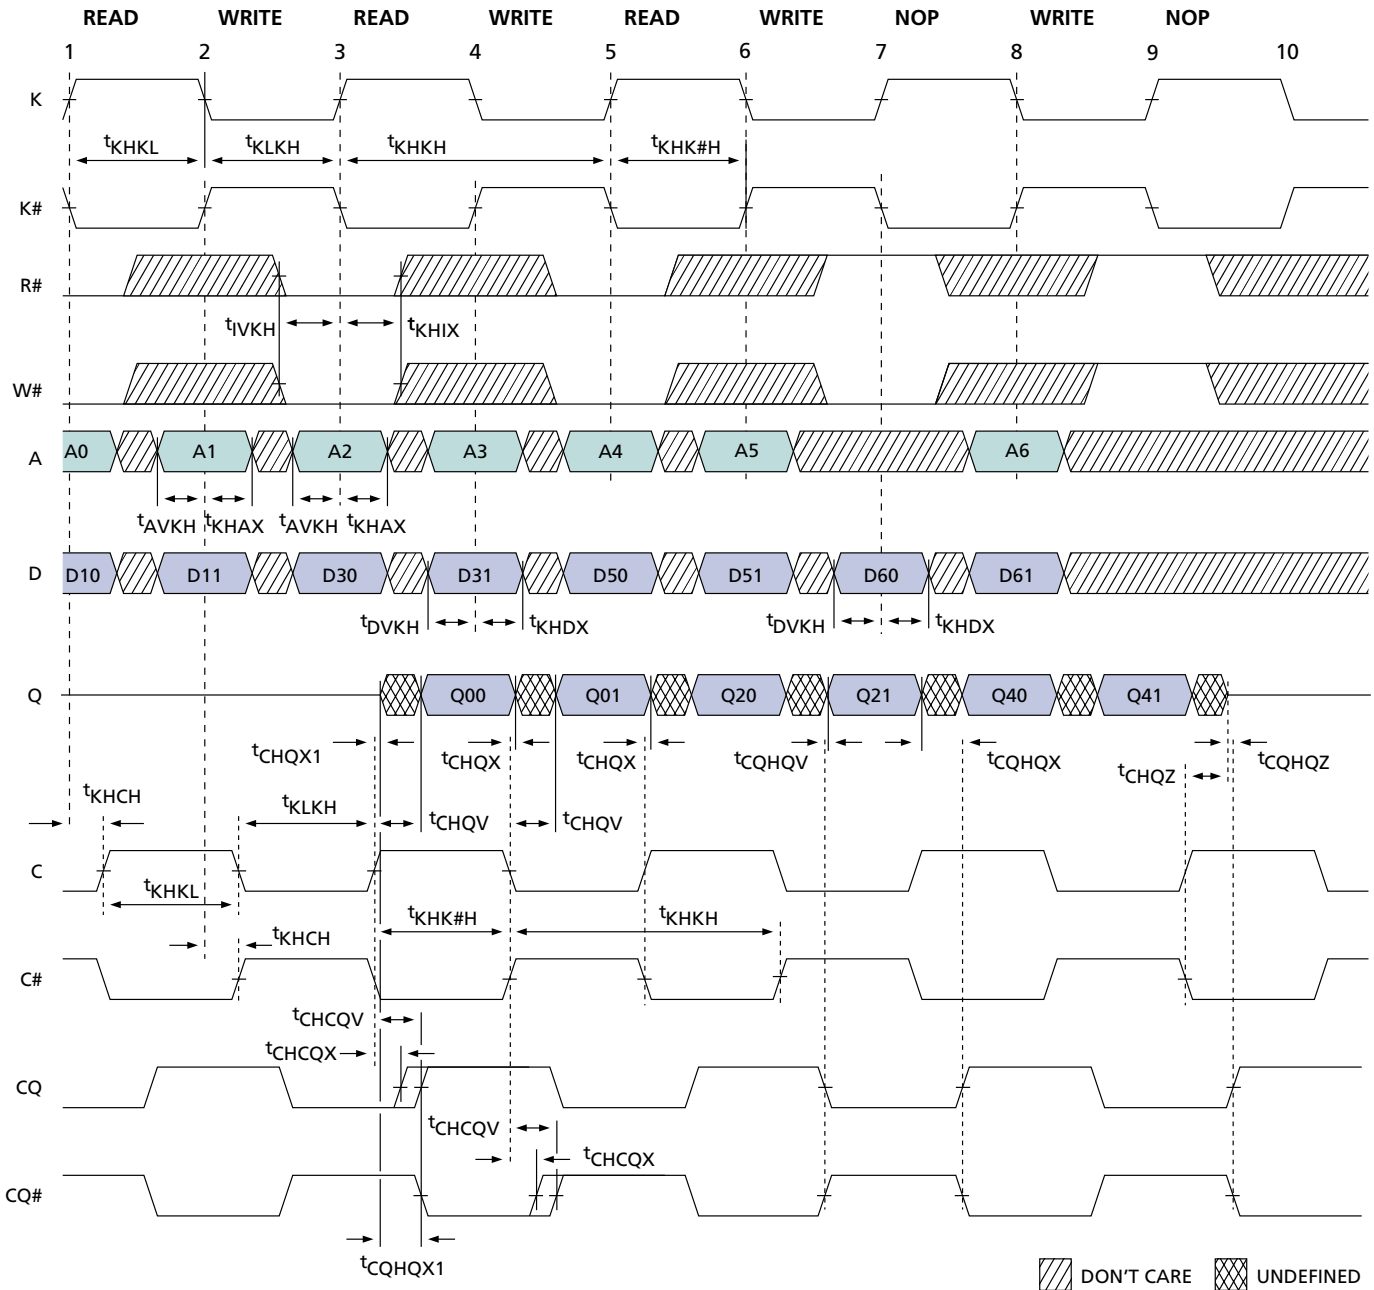 READ WRITE READ WRITE READ WRITE NOP WRITE NOP
1 2 3 4 5 6 7 8 9 10
K
tKHKL tKLKH tKHKH tKHK#H
K#
R#
tIVKH tKHIX
W#
A A0 A1 A2 A3 A4 A5 A6
tAVKH tKHAX tAVKH tKHAX
D D10 D11 D30 D31 D50 D51 D60 D61
tDVKH tKHDX tDVKH tKHDX
Q Q00 Q01 Q20 Q21 Q40 Q41
tCHQX1 tCHQX tCHQX tCQHQV tCQHQX tCHQZ tCQHQZ
tKHCH tKLKH tCHQV tCHQV
C
tKHKL tKHK#H tKHKH
tKHCH
C#
tCHCQV
tCHCQX
CQ
tCHCQV
tCHCQX
CQ#
tCQHQX1
DON'T CARE UNDEFINED